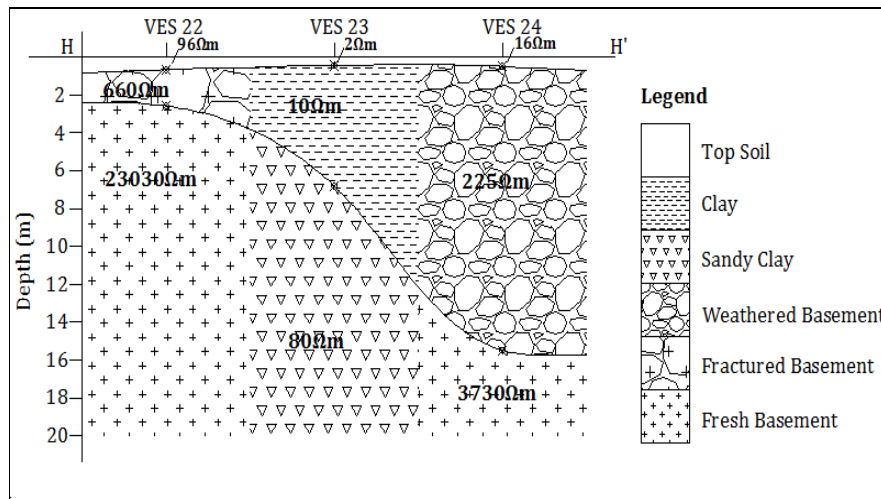 VES 22 VES 23 VES 24
H 96Ωm 2Ωm 16Ωm H'
660Ωm
10Ωm
23030Ωm
225Ωm
80Ωm
3730Ωm
Depth (m)
2
4
6
8
10
12
14
16
18
20
Legend
Top Soil
Clay
Sandy Clay
Weathered Basement
Fractured Basement
Fresh Basement